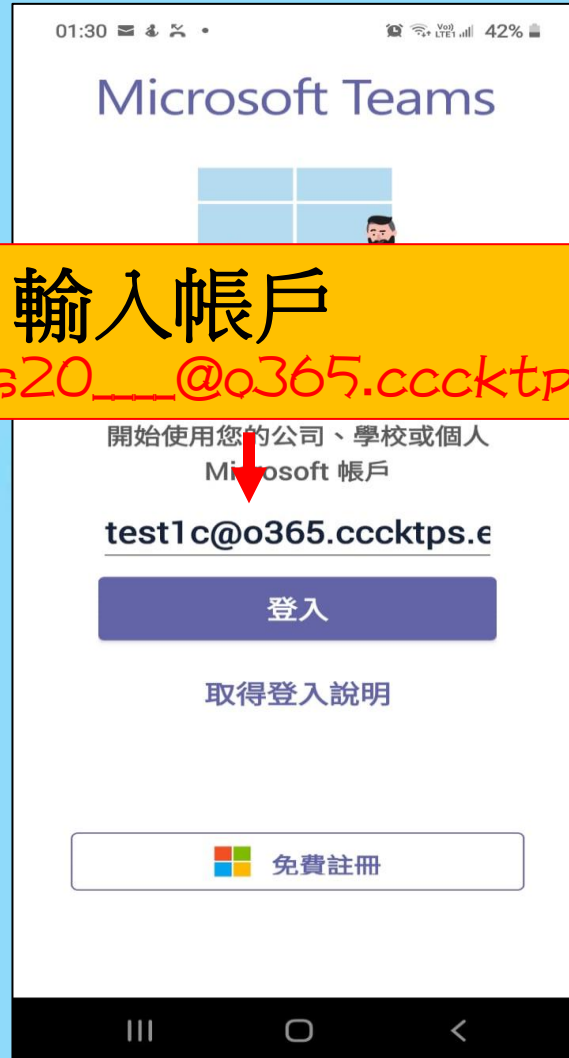 01:30
42%
Microsoft Teams
輸入帳戶
s20___@o365.cccktp
開始使用您的公司、學校或個人
Microsoft 帳戶
test1c@o365.cccktps.e
登入
取得登入說明
免費註冊